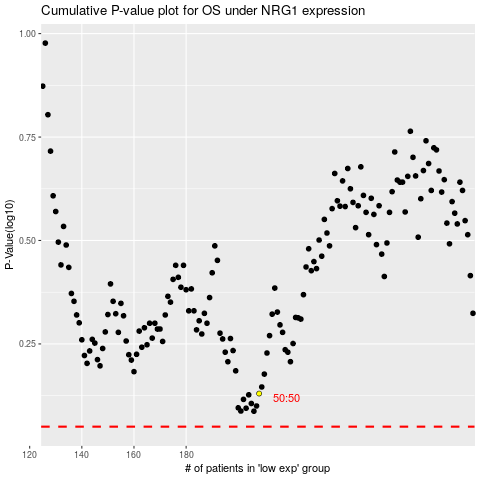 Cumulative P-value plot for OS under NRG1 expression
1.00
0.75
0.50
0.25
P-Value(log10)
50:50
120 140 160 180
# of patients in 'low exp' group